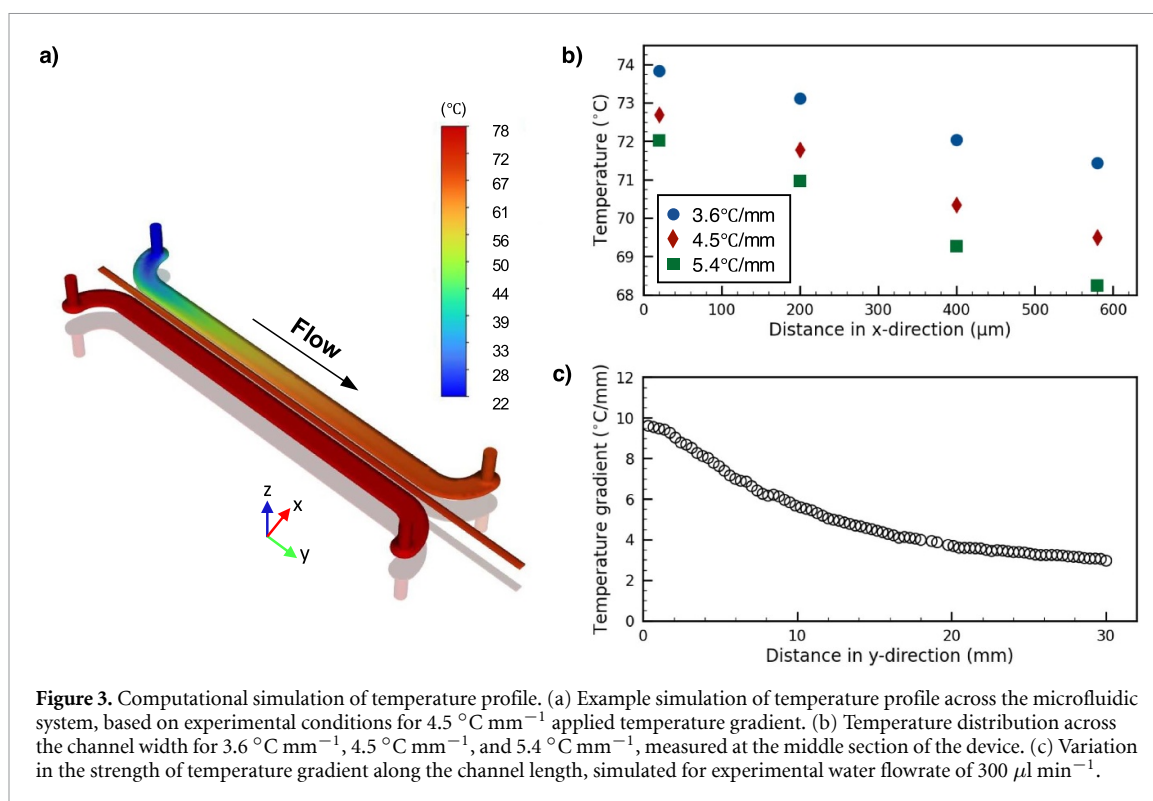 a)
(°C)
78
72
67
61
56
50
44
39
33
28
22
Flow
z
x
y
b)
74
73
72
71
70
69
68
Temperature (°C)
3.6°C/mm
4.5°C/mm
5.4°C/mm
0 100 200 300 400 500 600
Distance in x-direction (μm)
c)
12
10
8
6
4
2
0
Temperature gradient (°C/mm)
0 10 20 30
Distance in y-direction (mm)
Figure 3. Computational simulation of temperature profile. (a) Example simulation of temperature profile across the microfluidic
system, based on experimental conditions for 4.5 °C mm⁻¹ applied temperature gradient. (b) Temperature distribution across
the channel width for 3.6 °C mm⁻¹, 4.5 °C mm⁻¹, and 5.4 °C mm⁻¹, measured at the middle section of the device. (c) Variation
in the strength of temperature gradient along the channel length, simulated for experimental water flowrate of 300 μl min⁻¹.